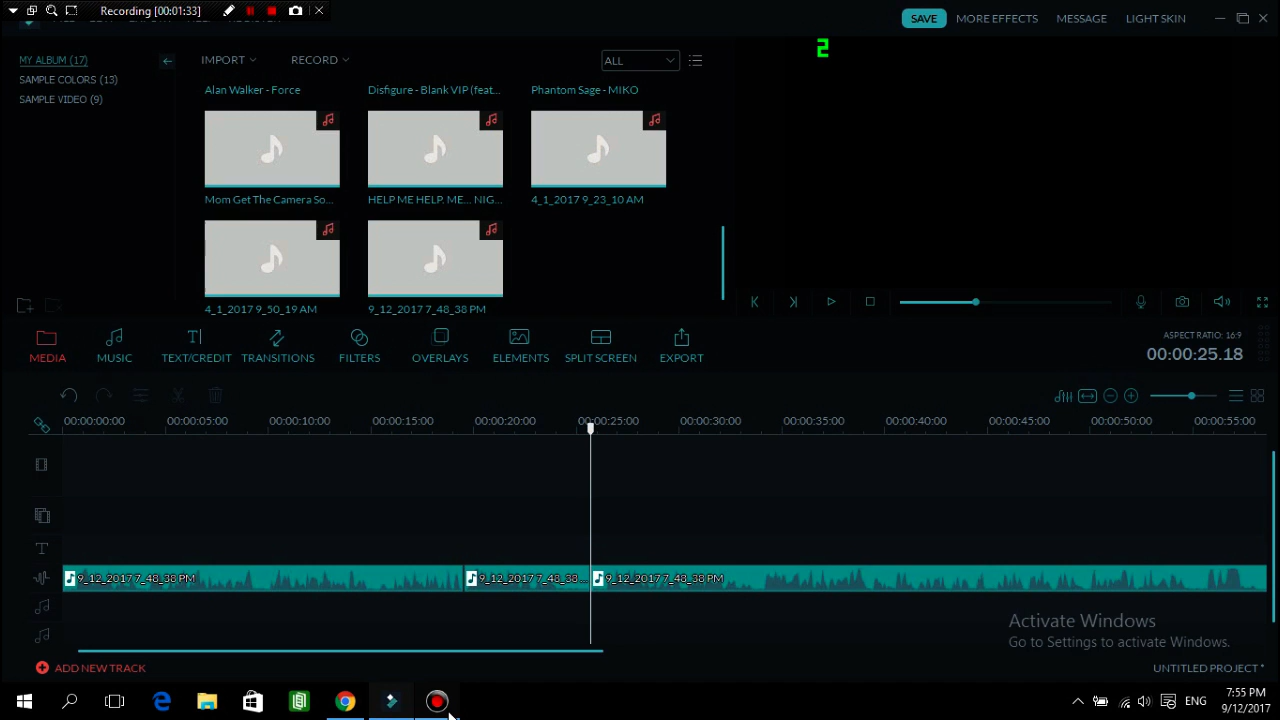 Recording [00:01:33]
SAVE MORE EFFECTS MESSAGE LIGHT SKIN
2
MY ALBUM (17)
SAMPLE COLORS (13)
SAMPLE VIDEO (9)
IMPORT RECORD ALL
Alan Walker - Force Disfigure - Blank VIP (feat... Phantom Sage - MIKO
Mom Get The Camera So... HELP ME HELP. ME... NIG... 4_1_2017 9_23_10 AM
4_1_2017 9_50_19 AM 9_12_2017 7_48_38 PM
MEDIA MUSIC TEXT/CREDIT TRANSITIONS FILTERS OVERLAYS ELEMENTS SPLIT SCREEN EXPORT
ASPECT RATIO: 16:9
00:00:25.18
00:00:00:00 00:00:05:00 00:00:10:00 00:00:15:00 00:00:20:00 00:00:25:00 00:00:30:00 00:00:35:00 00:00:40:00 00:00:45:00 00:00:50:00 00:00:55:00
T
9_12_2017 7_48_38 PM 9_12_2017 7_48_38 ... 9_12_2017 7_48_38 PM
Activate Windows
Go to Settings to activate Windows.
ADD NEW TRACK UNTITLED PROJECT *
ENG 7:55 PM
9/12/2017